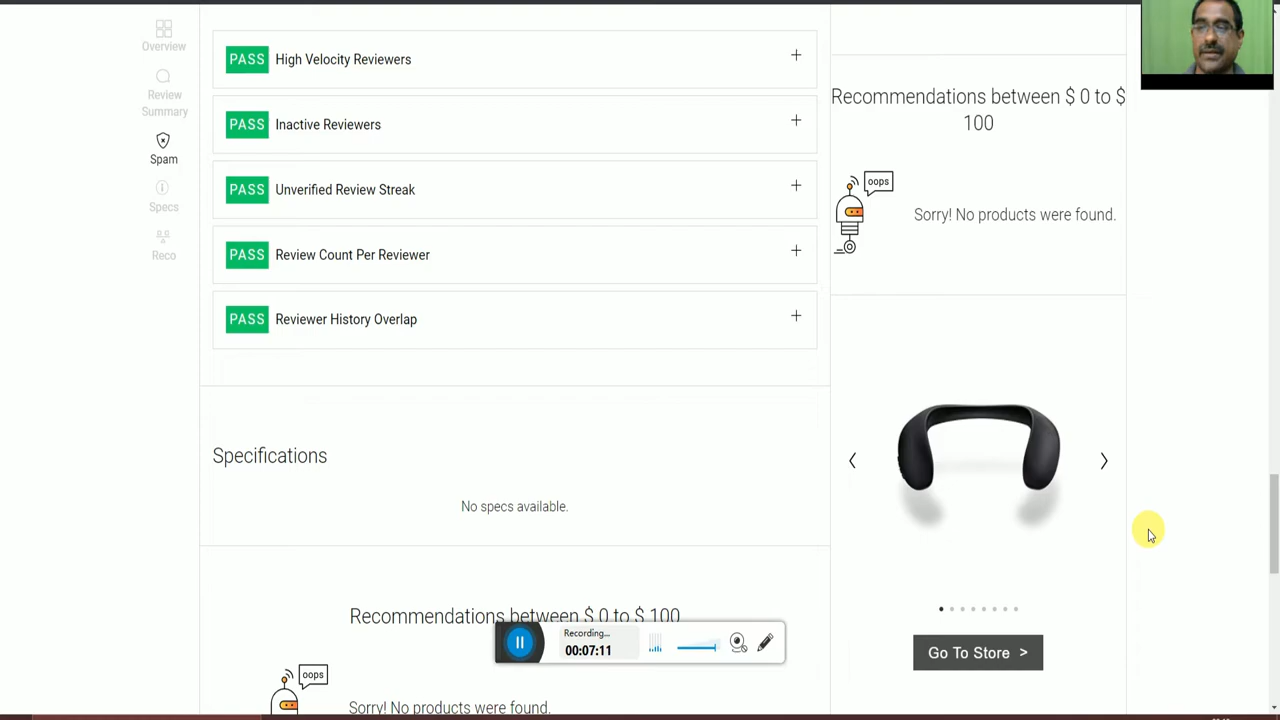 Overview
Review
Summary
Spam
Specs
Reco
PASS High Velocity Reviewers
PASS Inactive Reviewers
PASS Unverified Review Streak
PASS Review Count Per Reviewer
PASS Reviewer History Overlap
Specifications
No specs available.
Recommendations between $ 0 to $ 100
oops
Sorry! No products were found.
Recording...
00:07:11
Recommendations between $ 0 to $
100
oops
Sorry! No products were found.
Go To Store >